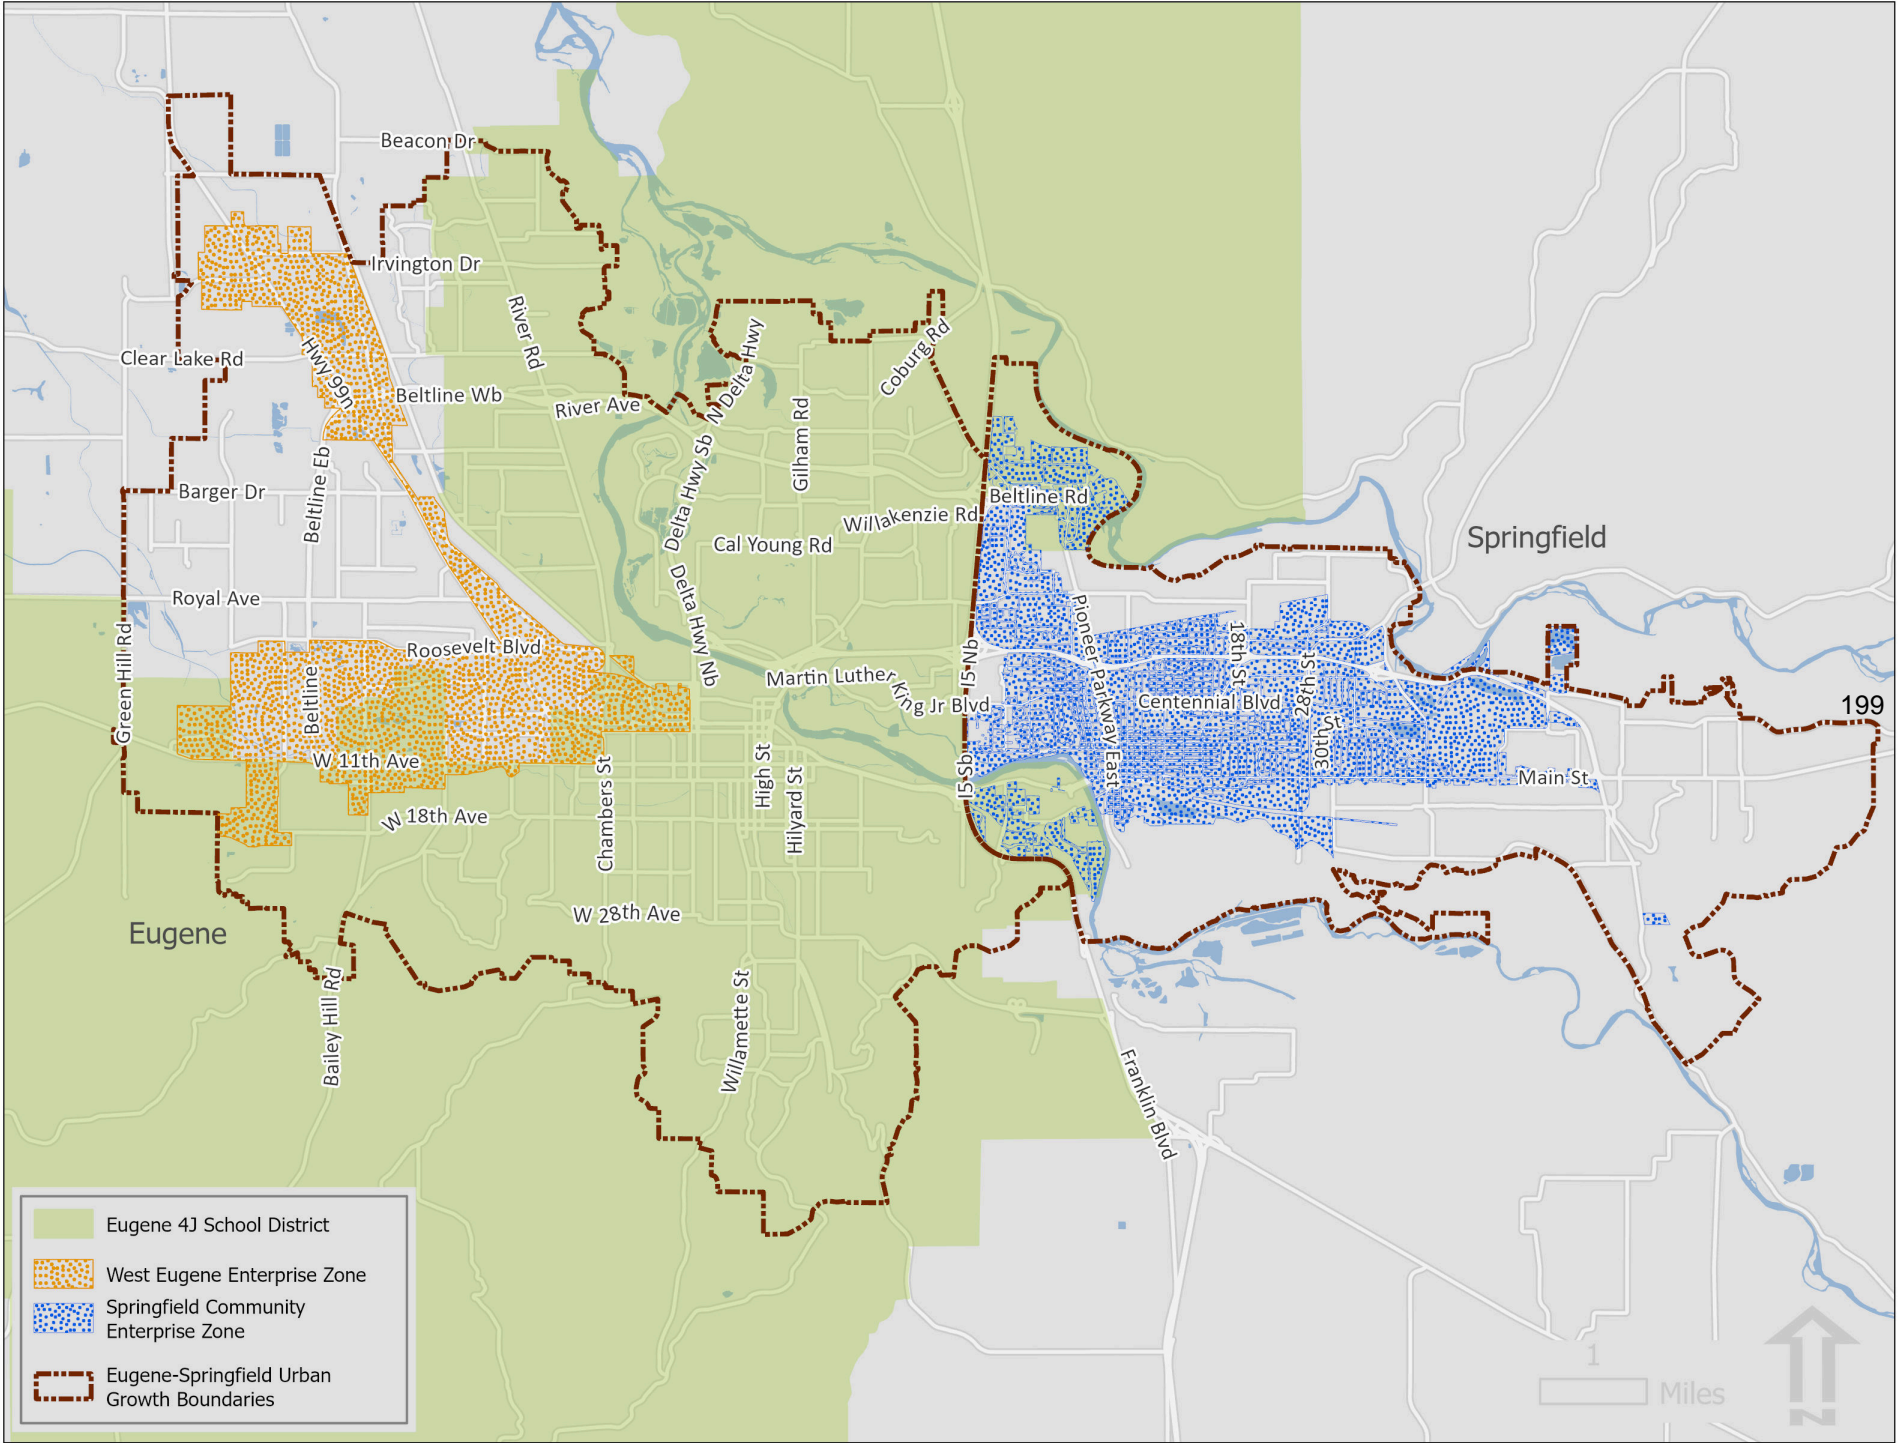 Beacon Dr
Irvington Dr
River Rd
Clear Lake Rd
Hwy 99n
N Delta Hwy
Coburg Rd
Beltline Wb
River Ave
Gilham Rd
Delta Hwy Sb
Beltline Eb
Barger Dr
Beltline Rd
Willakenzie Rd
Springfield
Cal Young Rd
Royal Ave
Delta Hwy Nb
Pioneer Parkway East
18th St
Green Hill Rd
Roosevelt Blvd
I5 Nb
28th St
Martin Luther King Jr Blvd
Beltline
Centennial Blvd
199
30th St
W 11th Ave
High St
I5 Sb
Main St
Hilyard St
Chambers St
W 18th Ave
W 28th Ave
Eugene
Bailey Hill Rd
Willamette St
Franklin Blvd
Eugene 4J School District
West Eugene Enterprise Zone
Springfield Community
Enterprise Zone
Eugene-Springfield Urban
Growth Boundaries
1
Miles
N